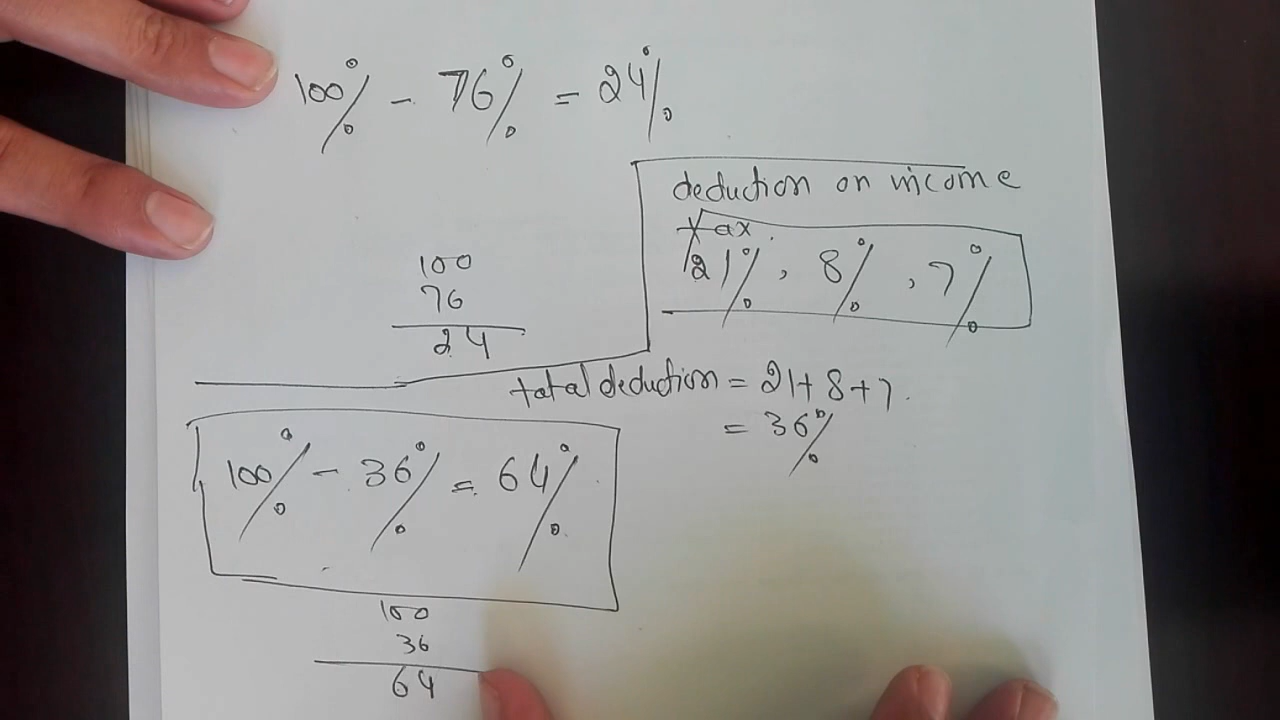 100% - 76% = 24%
deduction on income
tax.
21%, 8%, 7%
100
76
24
total deduction = 21+8+7.
= 36%
100% - 36% = 64%
100
36
64